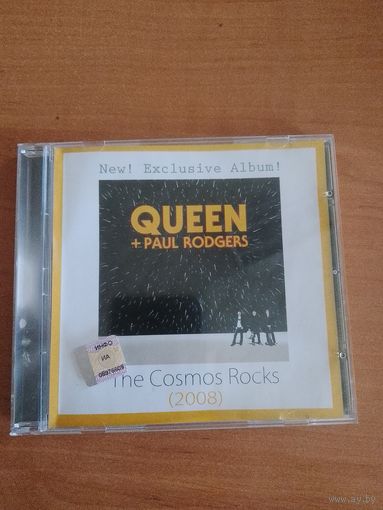 New! Exclusive Album!
QUEEN
+ PAUL RODGERS
The Cosmos Rocks
(2008)
www.ay.by